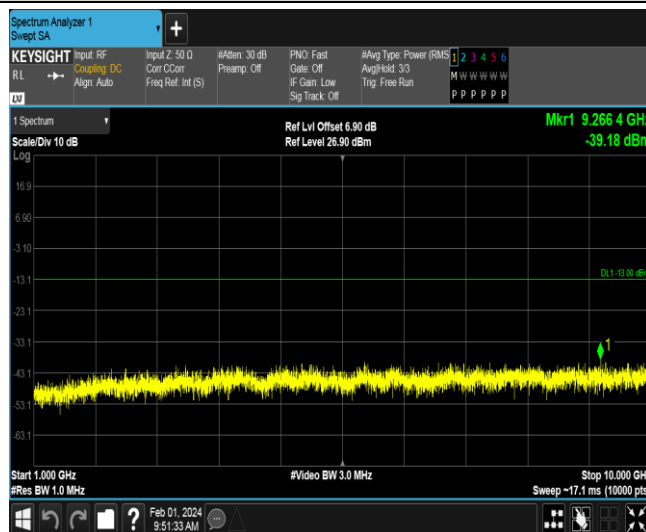 Spectrum Analyzer 1
Swept SA
+
KEYSIGHT Input: RF Input Z: 50 Ω #Atten: 30 dB PNO: Fast #Avg Type: Power (RMS 1 2 3 4 5 6
RL Coupling: DC Corr CCorr Preamp: Off Gate: Off Avg|Hold: 3/3 M W W W W W
Align: Auto Freq Ref: Int (S) IF Gain: Low Trig: Free Run
LXI Sig Track: Off P P P P P P
1 Spectrum
Scale/Div 10 dB
Ref Lvl Offset 6.90 dB
Ref Level 26.90 dBm
Mkr1 9.266 4 GHz
-39.18 dBm
Log
16.9
6.90
-3.10
-13.1
DL1 -13.00 dBm
-23.1
-33.1
1
-43.1
-53.1
-63.1
Start 1.000 GHz #Video BW 3.0 MHz Stop 10.000 GHz
#Res BW 1.0 MHz Sweep ~17.1 ms (10000 pts
? Feb 01, 2024
9:51:33 AM